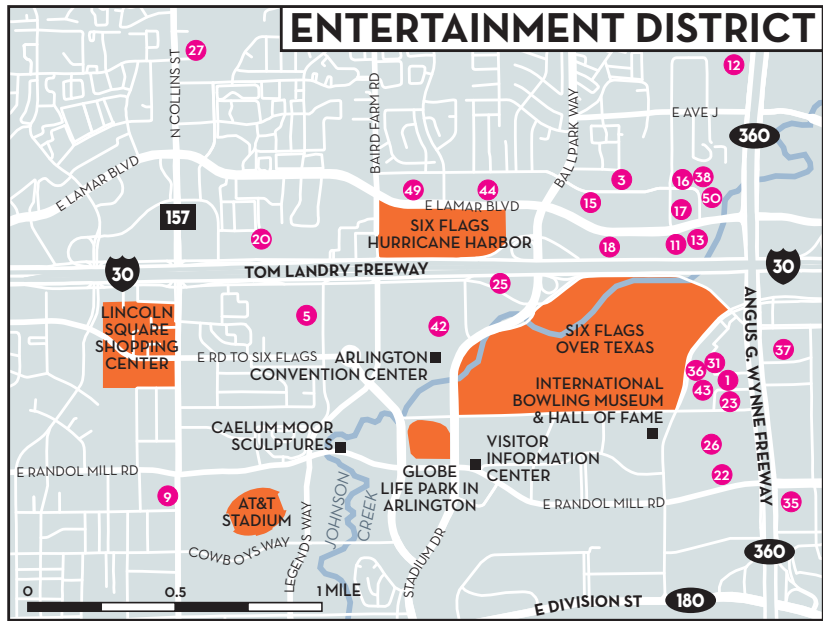 ENTERTAINMENT DISTRICT
27
N COLLINS ST
BAIRD FARM RD
BALLPARK WAY
12
E AVE J
360
E LAMAR BLVD
49
44
3
16
38
50
15
E LAMAR BLVD
17
157
SIX FLAGS
HURRICANE HARBOR
20
18
11
13
30
TOM LANDRY FREEWAY
30
25
LINCOLN
SQUARE
SHOPPING
CENTER
5
42
SIX FLAGS
OVER TEXAS
ANGUS G. WYNNE FREEWAY
37
E RD TO SIX FLAGS
ARLINGTON
CONVENTION CENTER
36
31
1
43
23
INTERNATIONAL
BOWLING MUSEUM
& HALL OF FAME
CAELUM MOOR
SCULPTURES
VISITOR
INFORMATION
CENTER
26
22
E RANDOL MILL RD
9
GLOBE
LIFE PARK IN
ARLINGTON
E RANDOL MILL RD
35
AT&T
STADIUM
JOHNSON
CREEK
COWBOYS WAY
LEGENDS WAY
STADIUM DR
360
0
0.5
1 MILE
E DIVISION ST
180